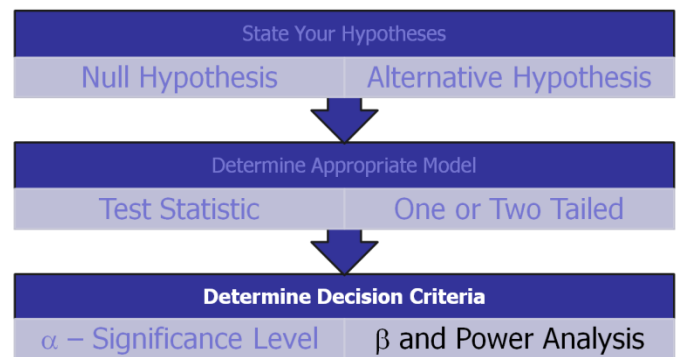 State Your Hypotheses
Null Hypothesis
Alternative Hypothesis
Determine Appropriate Model
Test Statistic
One or Two Tailed
Determine Decision Criteria
α – Significance Level
β and Power Analysis